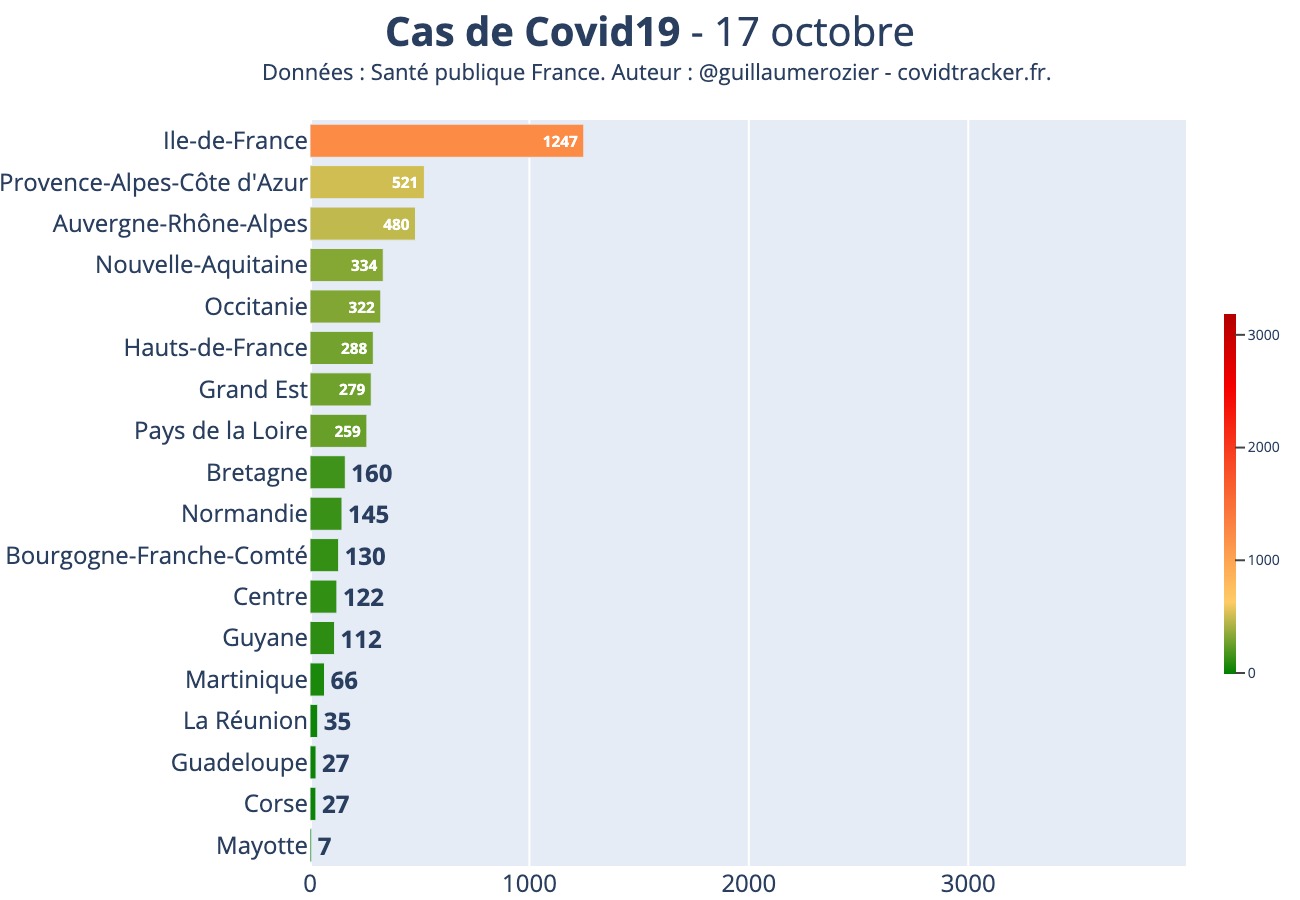 Cas de Covid19 - 17 octobre
Données : Santé publique France. Auteur : @guillaumerozier - covidtracker.fr.
Ile-de-France 1247
Provence-Alpes-Côte d'Azur 521
Auvergne-Rhône-Alpes 480
Nouvelle-Aquitaine 334
Occitanie 322
Hauts-de-France 288
Grand Est 279
Pays de la Loire 259
Bretagne 160
Normandie 145
Bourgogne-Franche-Comté 130
Centre 122
Guyane 112
Martinique 66
La Réunion 35
Guadeloupe 27
Corse 27
Mayotte 7
0 1000 2000 3000
3000
2000
1000
0